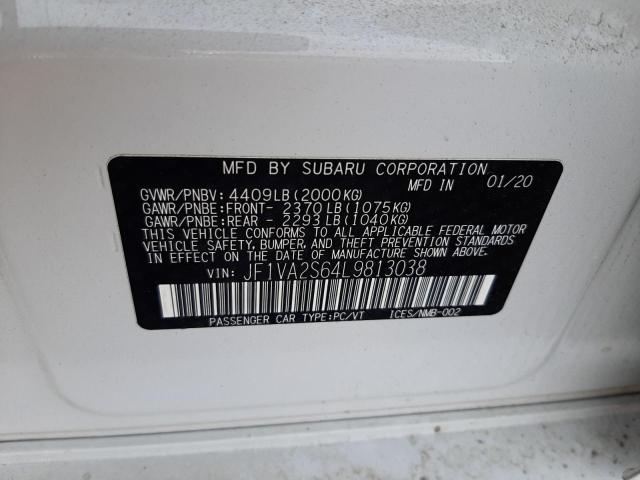 MFD BY SUBARU CORPORATION
MFD IN 01/20
GVWR/PNBV: 4409LB(2000KG)
GAWR/PNBE:FRONT- 2370LB(1075KG)
GAWR/PNBE:REAR - 2293LB(1040KG)
THIS VEHICLE CONFORMS TO ALL APPLICABLE FEDERAL MOTOR
VEHICLE SAFETY, BUMPER, AND THEFT PREVENTION STANDARDS
IN EFFECT ON THE DATE OF MANUFACTURE SHOWN ABOVE.
VIN: JF1VA2S64L9813038
PASSENGER CAR TYPE:PC/VT ICES/NMB-002